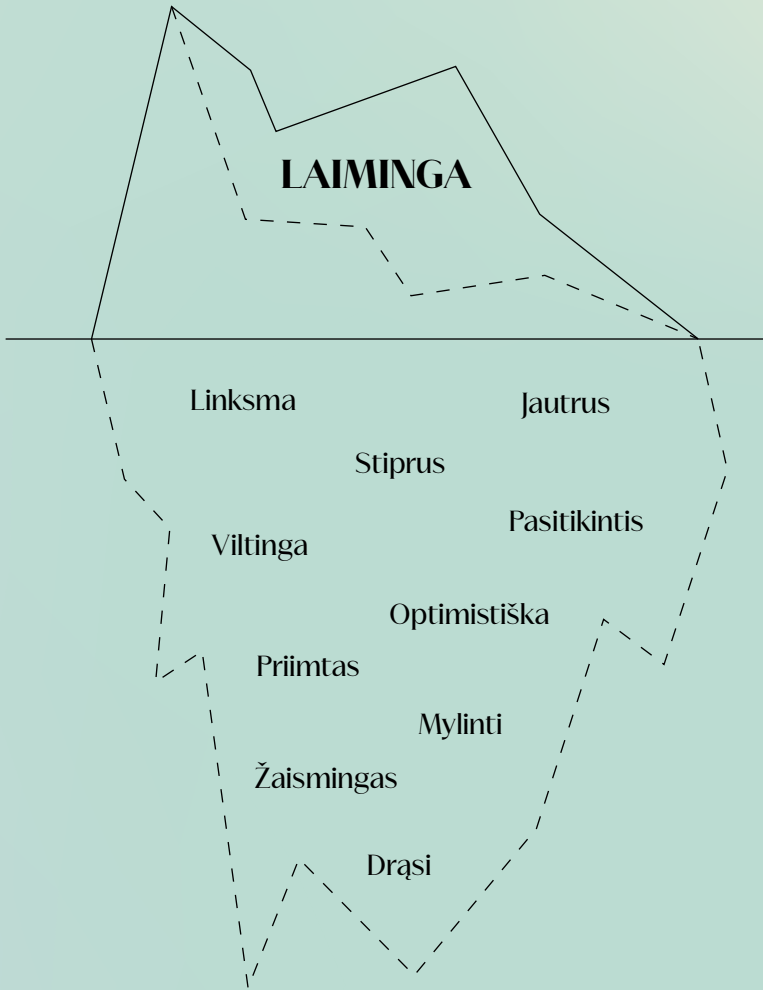 LAIMINGA
Linksma
Jautrus
Stiprus
Pasitikintis
Viltinga
Optimistiška
Priimtas
Mylinti
Žaismingas
Drąsi